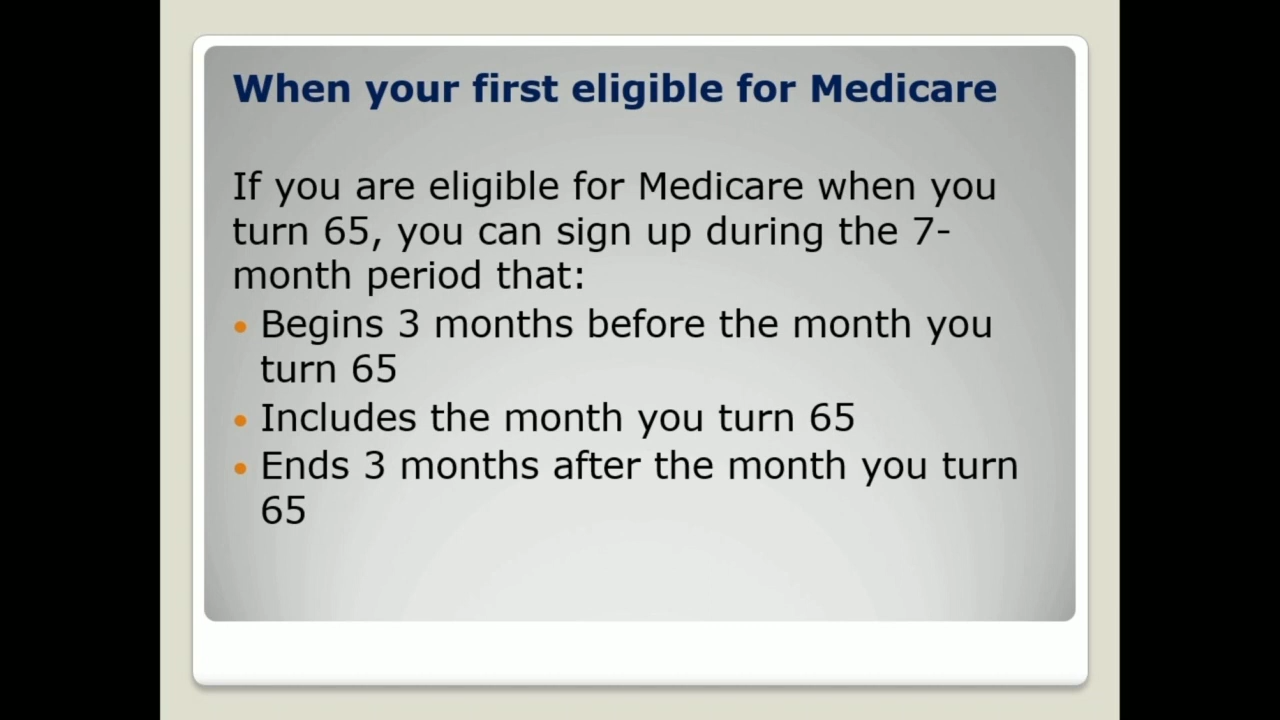 When your first eligible for Medicare
If you are eligible for Medicare when you
turn 65, you can sign up during the 7-
month period that:
• Begins 3 months before the month you
turn 65
• Includes the month you turn 65
• Ends 3 months after the month you turn
65